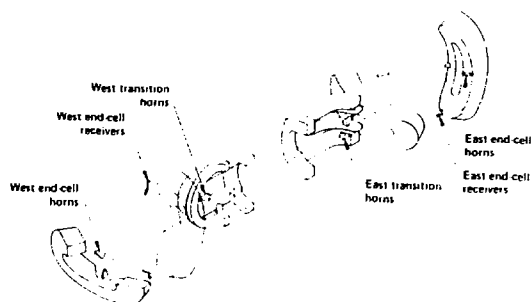 West transition
horns
West end-cell
receivers
West end-cell
horns
East end-cell
horns
East transition
horns
East end-cell
receivers